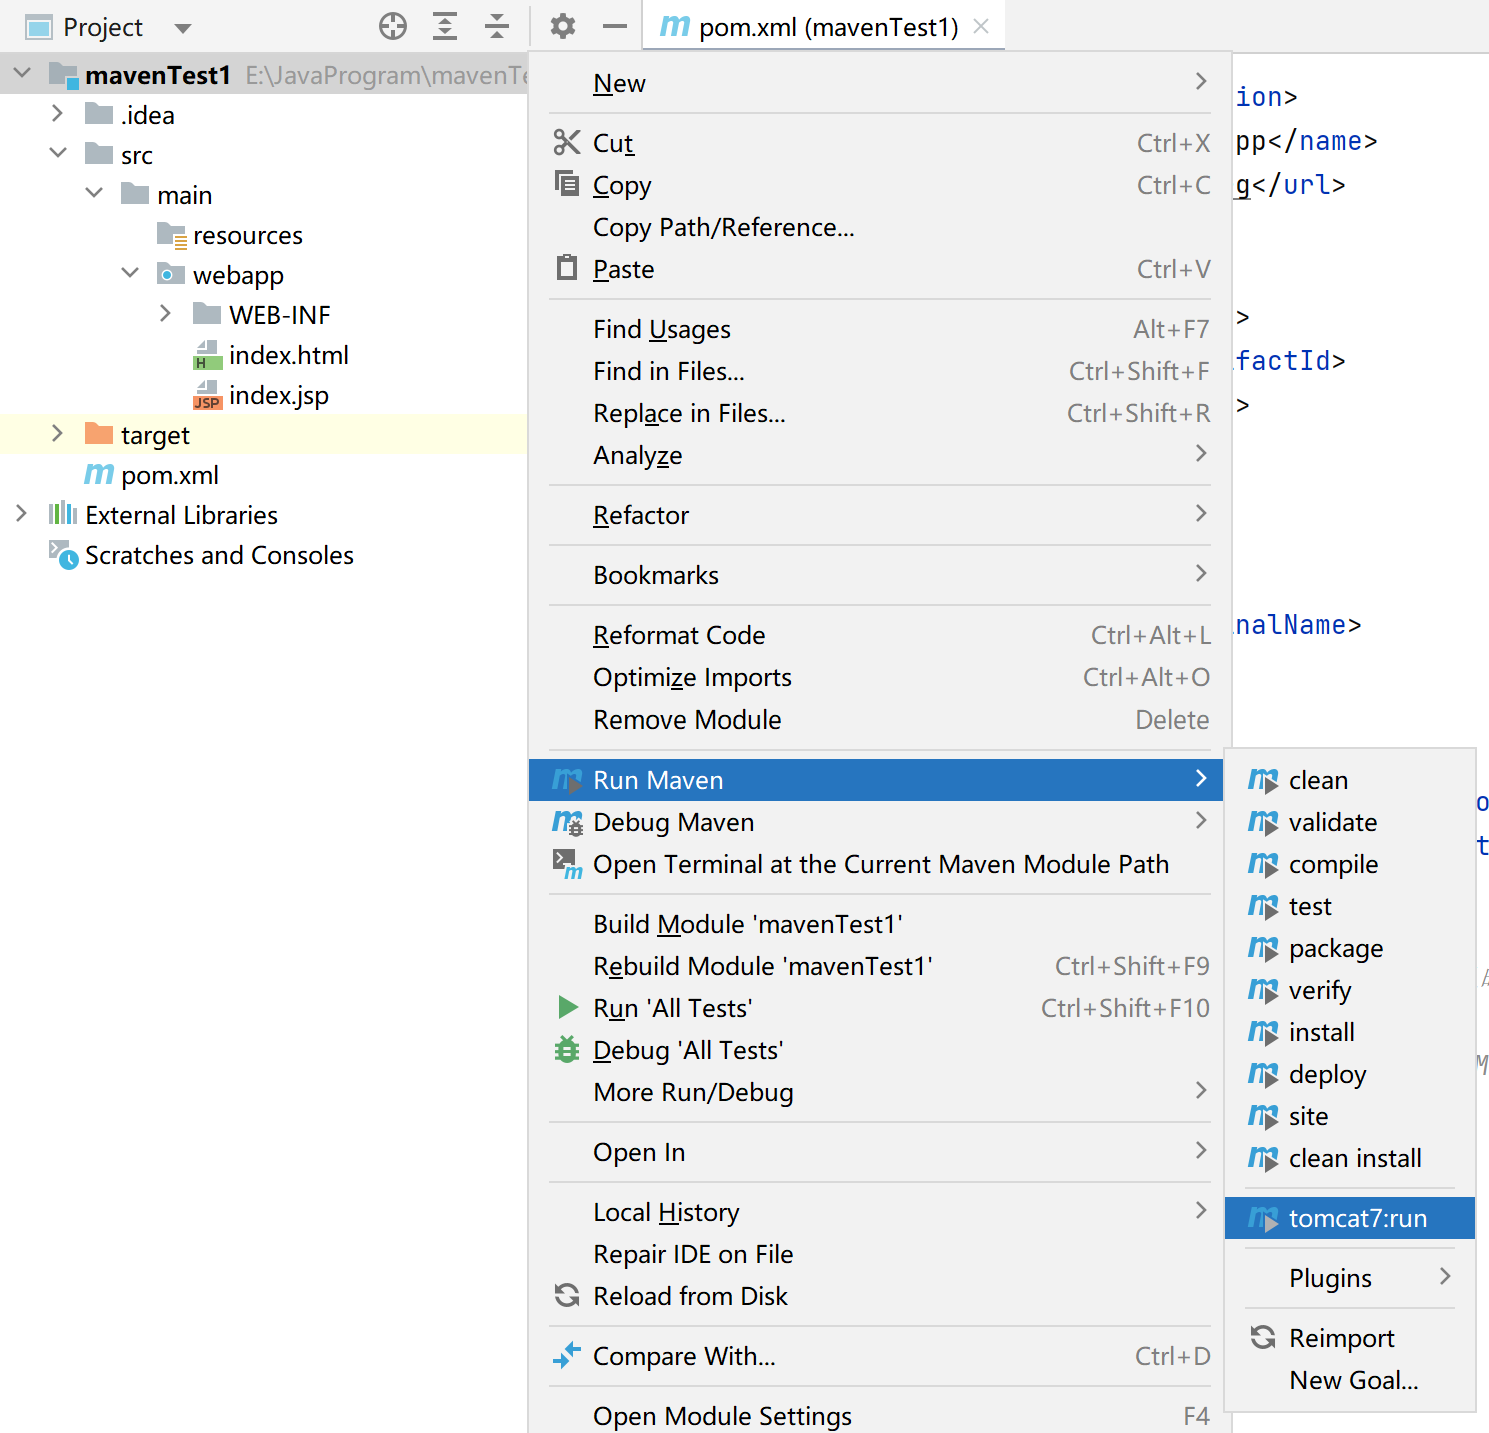 Project
pom.xml (mavenTest1)
mavenTest1 E:\JavaProgram\mavenTe
.idea
src
main
resources
webapp
WEB-INF
index.html
index.jsp
target
pom.xml
External Libraries
Scratches and Consoles
New
Cut Ctrl+X
Copy Ctrl+C
Copy Path/Reference...
Paste Ctrl+V
Find Usages Alt+F7
Find in Files... Ctrl+Shift+F
Replace in Files... Ctrl+Shift+R
Analyze
Refactor
Bookmarks
Reformat Code Ctrl+Alt+L
Optimize Imports Ctrl+Alt+O
Remove Module Delete
Run Maven
Debug Maven
Open Terminal at the Current Maven Module Path
Build Module 'mavenTest1'
Rebuild Module 'mavenTest1' Ctrl+Shift+F9
Run 'All Tests' Ctrl+Shift+F10
Debug 'All Tests'
More Run/Debug
Open In
Local History
Repair IDE on File
Reload from Disk
Compare With... Ctrl+D
Open Module Settings F4
ion>
pp</name>
g</url>
>
factId>
>
nalName>
clean
validate
compile
test
package
verify
install
deploy
site
clean install
tomcat7:run
Plugins
Reimport
New Goal...